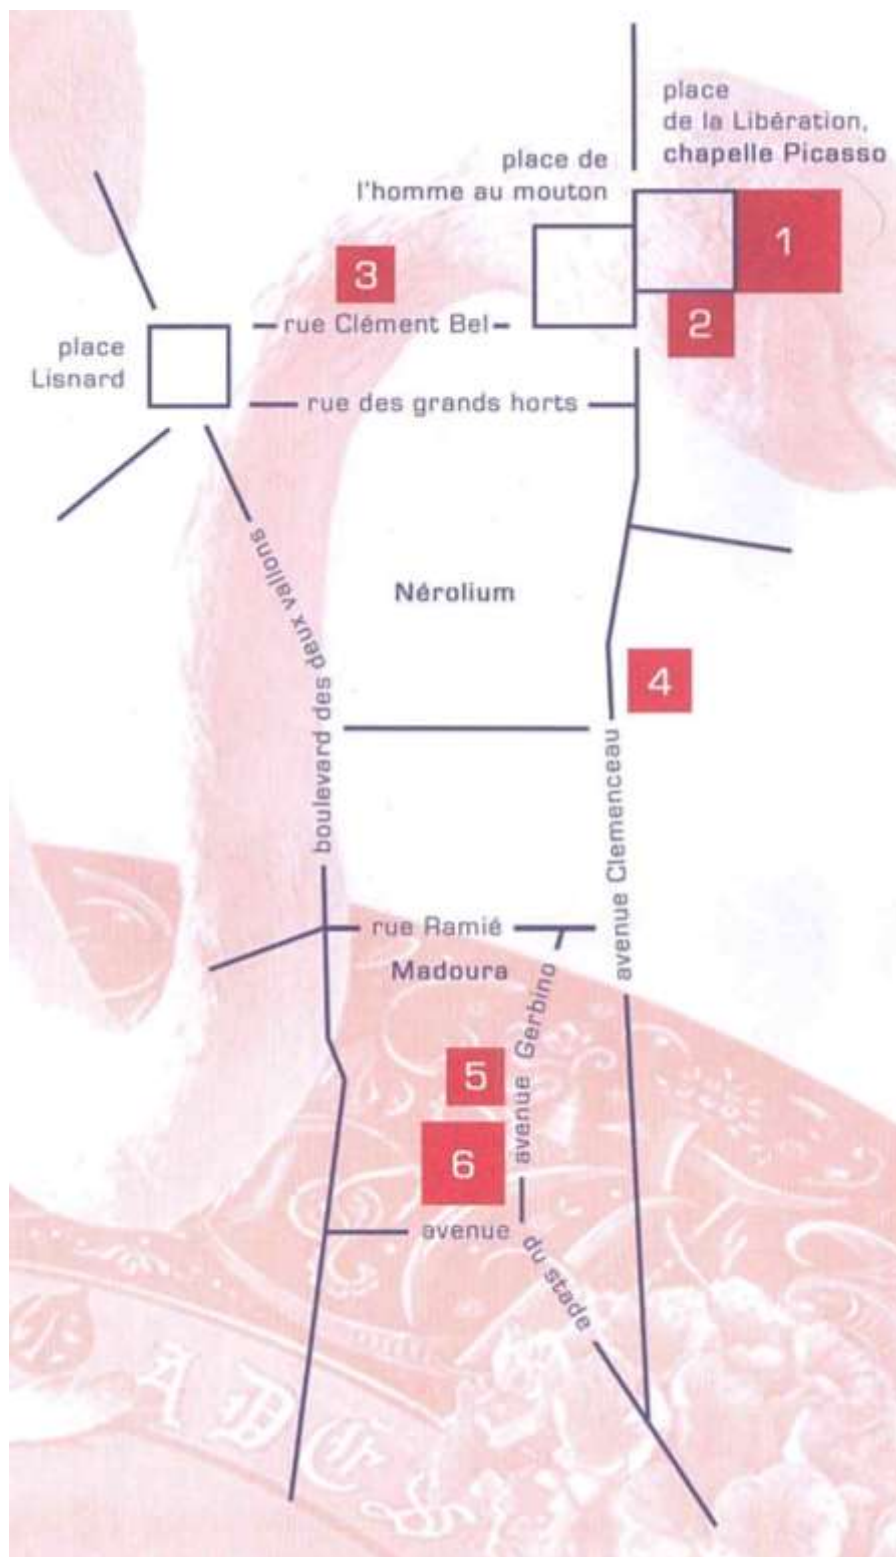 place
de la Libération,
chapelle Picasso
place de
l'homme au mouton
1
3
2
rue Clément Bel
place
Lisnard
rue des grands horts
boulevard des deux vallons
Nérolium
4
avenue Clemenceau
rue Ramié
Madoura
avenue Gerbino
5
6
avenue du stade
A D C